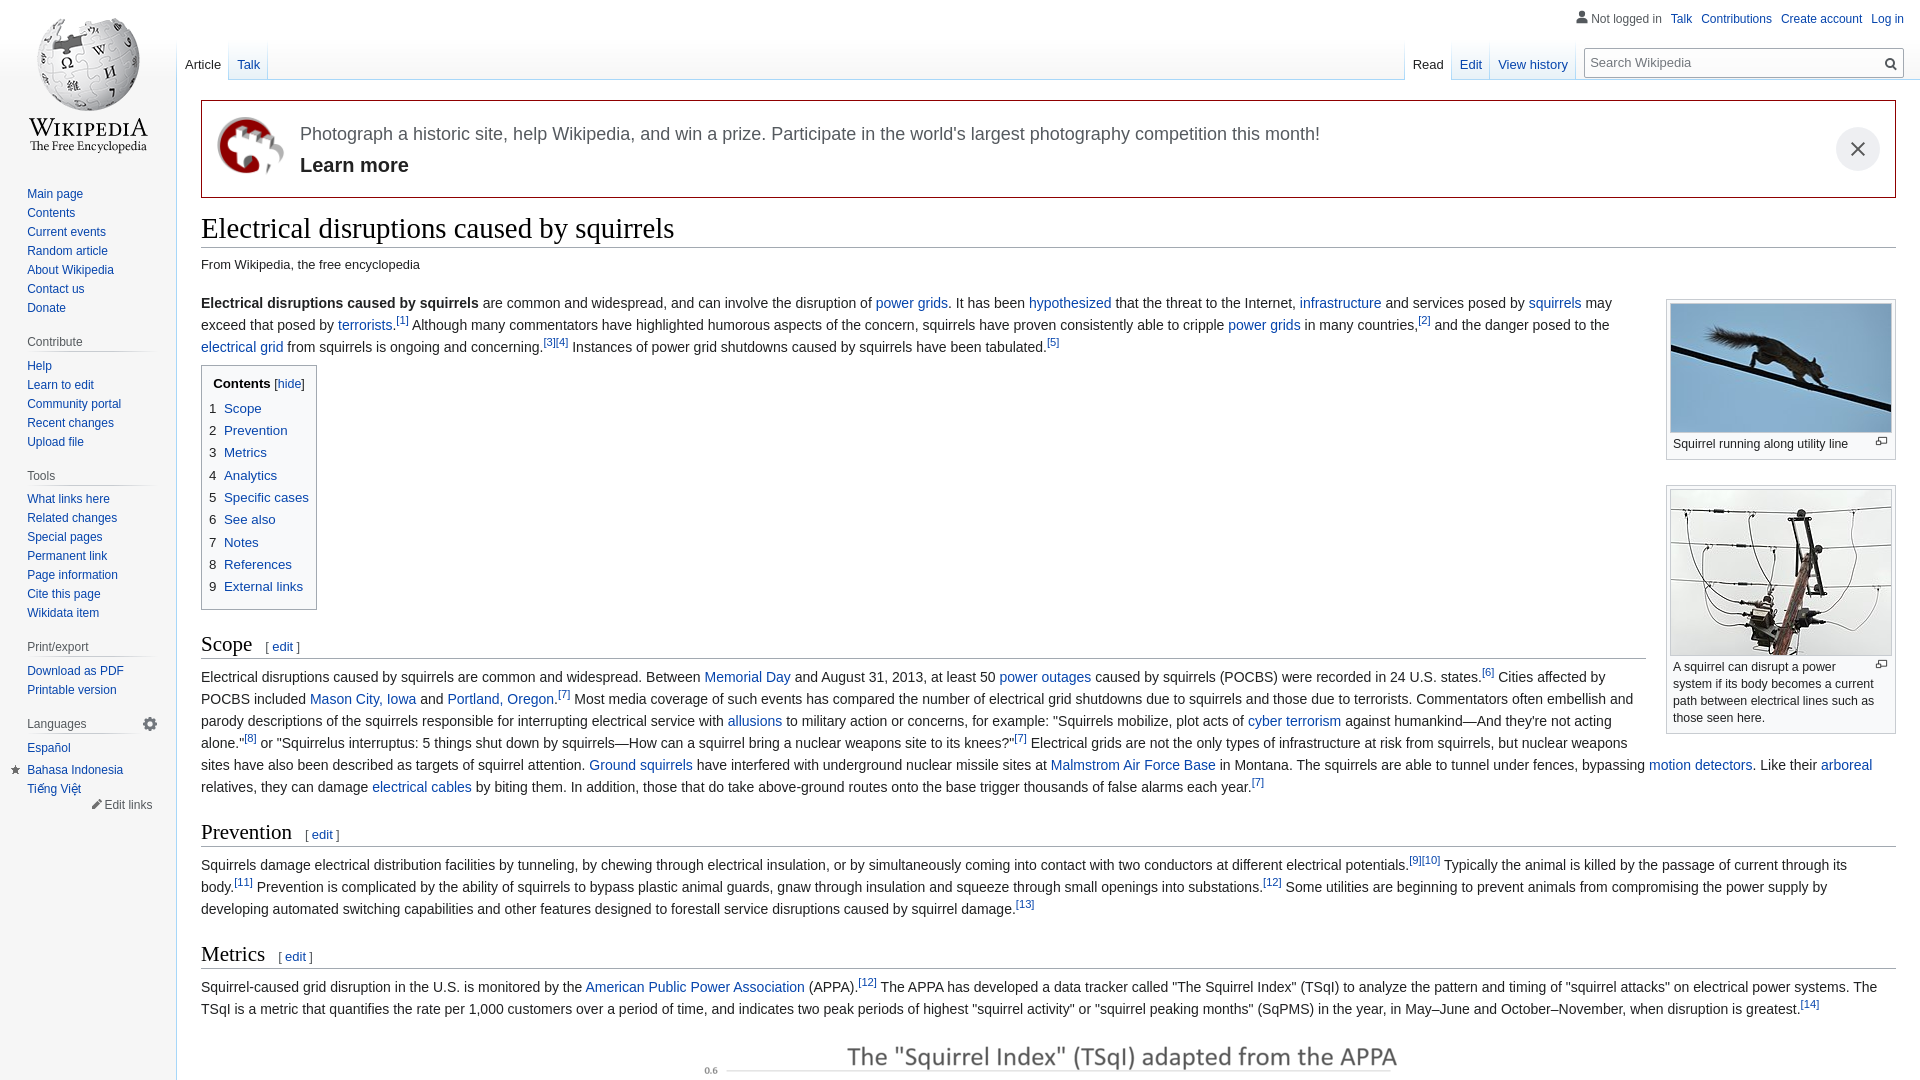 Not logged in Talk Contributions Create account Log in
Article Talk Read Edit View history Search Wikipedia
WIKIPEDIA
The Free Encyclopedia
Main page
Contents
Current events
Random article
About Wikipedia
Contact us
Donate
Contribute
Help
Learn to edit
Community portal
Recent changes
Upload file
Tools
What links here
Related changes
Special pages
Permanent link
Page information
Cite this page
Wikidata item
Print/export
Download as PDF
Printable version
Languages
Español
Bahasa Indonesia
Tiếng Việt
Edit links
Photograph a historic site, help Wikipedia, and win a prize. Participate in the world's largest photography competition this month!
Learn more
Electrical disruptions caused by squirrels
From Wikipedia, the free encyclopedia
Electrical disruptions caused by squirrels are common and widespread, and can involve the disruption of power grids. It has been hypothesized that the threat to the Internet, infrastructure and services posed by squirrels may
exceed that posed by terrorists.[1] Although many commentators have highlighted humorous aspects of the concern, squirrels have proven consistently able to cripple power grids in many countries,[2] and the danger posed to the
electrical grid from squirrels is ongoing and concerning.[3][4] Instances of power grid shutdowns caused by squirrels have been tabulated.[5]
Squirrel running along utility line
Contents [hide]
1 Scope
2 Prevention
3 Metrics
4 Analytics
5 Specific cases
6 See also
7 Notes
8 References
9 External links
A squirrel can disrupt a power
system if its body becomes a current
path between electrical lines such as
those seen here.
Scope [ edit ]
Electrical disruptions caused by squirrels are common and widespread. Between Memorial Day and August 31, 2013, at least 50 power outages caused by squirrels (POCBS) were recorded in 24 U.S. states.[6] Cities affected by
POCBS included Mason City, Iowa and Portland, Oregon.[7] Most media coverage of such events has compared the number of electrical grid shutdowns due to squirrels and those due to terrorists. Commentators often embellish and
parody descriptions of the squirrels responsible for interrupting electrical service with allusions to military action or concerns, for example: "Squirrels mobilize, plot acts of cyber terrorism against humankind—And they're not acting
alone."[8] or "Squirrelus interruptus: 5 things shut down by squirrels—How can a squirrel bring a nuclear weapons site to its knees?"[7] Electrical grids are not the only types of infrastructure at risk from squirrels, but nuclear weapons
sites have also been described as targets of squirrel attention. Ground squirrels have interfered with underground nuclear missile sites at Malmstrom Air Force Base in Montana. The squirrels are able to tunnel under fences, bypassing motion detectors. Like their arboreal
relatives, they can damage electrical cables by biting them. In addition, those that do take above-ground routes onto the base trigger thousands of false alarms each year.[7]
Prevention [ edit ]
Squirrels damage electrical distribution facilities by tunneling, by chewing through electrical insulation, or by simultaneously coming into contact with two conductors at different electrical potentials.[9][10] Typically the animal is killed by the passage of current through its
body.[11] Prevention is complicated by the ability of squirrels to bypass plastic animal guards, gnaw through insulation and squeeze through small openings into substations.[12] Some utilities are beginning to prevent animals from compromising the power supply by
developing automated switching capabilities and other features designed to forestall service disruptions caused by squirrel damage.[13]
Metrics [ edit ]
Squirrel-caused grid disruption in the U.S. is monitored by the American Public Power Association (APPA).[12] The APPA has developed a data tracker called "The Squirrel Index" (TSqI) to analyze the pattern and timing of "squirrel attacks" on electrical power systems. The
TSqI is a metric that quantifies the rate per 1,000 customers over a period of time, and indicates two peak periods of highest "squirrel activity" or "squirrel peaking months" (SqPMS) in the year, in May–June and October–November, when disruption is greatest.[14]
The "Squirrel Index" (TSqI) adapted from the APPA
0.6